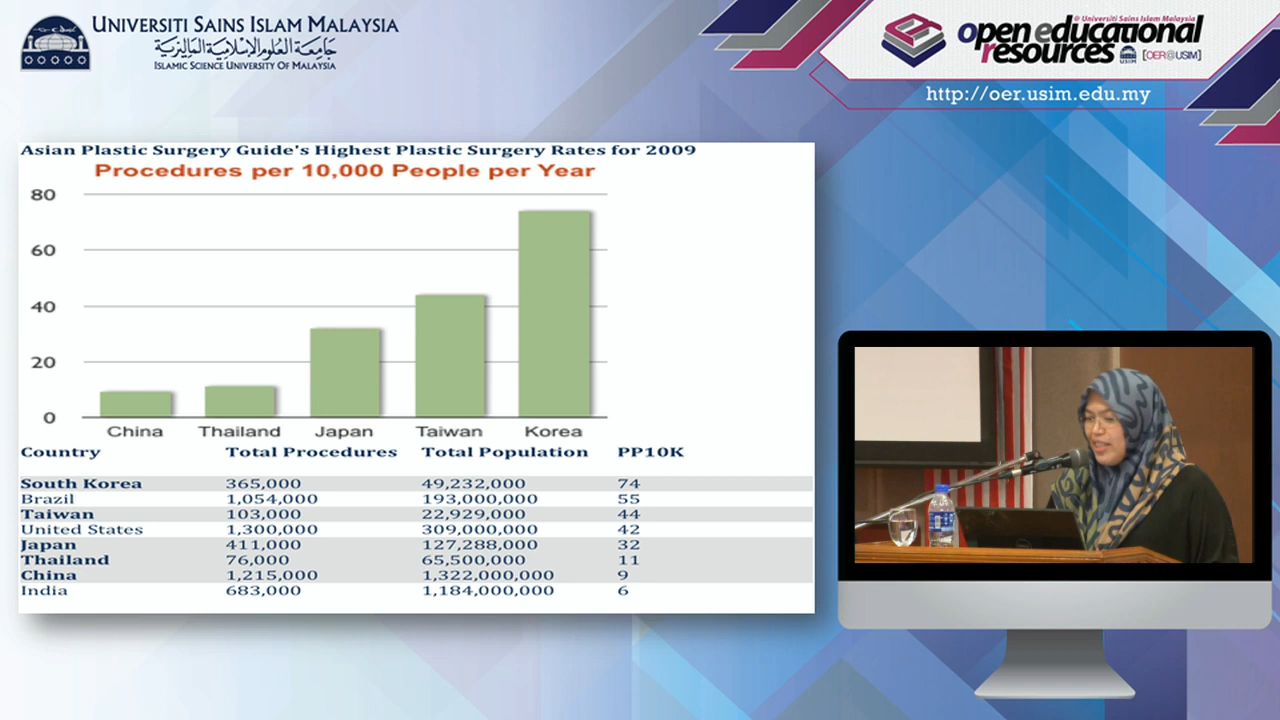 UNIVERSITI SAINS ISLAM MALAYSIA
جامعة العلوم الإسلامية الماليزية
ISLAMIC SCIENCE UNIVERSITY OF MALAYSIA
@ Universiti Sains Islam Malaysia
open educational
resources
USIM
[OER@USIM]
http://oer.usim.edu.my
Asian Plastic Surgery Guide's Highest Plastic Surgery Rates for 2009
Procedures per 10,000 People per Year
80
60
40
20
0
China Thailand Japan Taiwan Korea
Country Total Procedures Total Population PP10K
South Korea 365,000 49,232,000 74
Brazil 1,054,000 193,000,000 55
Taiwan 103,000 22,929,000 44
United States 1,300,000 309,000,000 42
Japan 411,000 127,288,000 32
Thailand 76,000 65,500,000 11
China 1,215,000 1,322,000,000 9
India 683,000 1,184,000,000 6